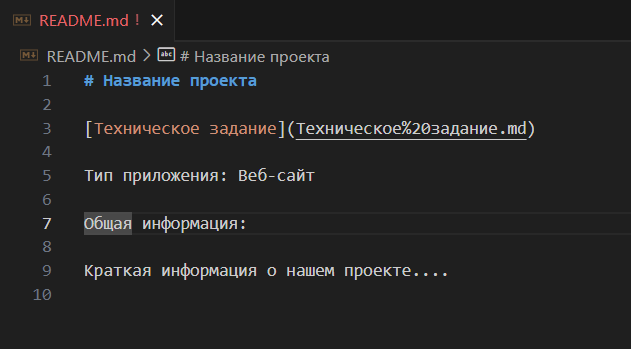 README.md !
README.md > # Название проекта
1 # Название проекта
2
3 [Техническое задание](Техническое%20задание.md)
4
5 Тип приложения: Веб-сайт
6
7 Общая информация:
8
9 Краткая информация о нашем проекте....
10